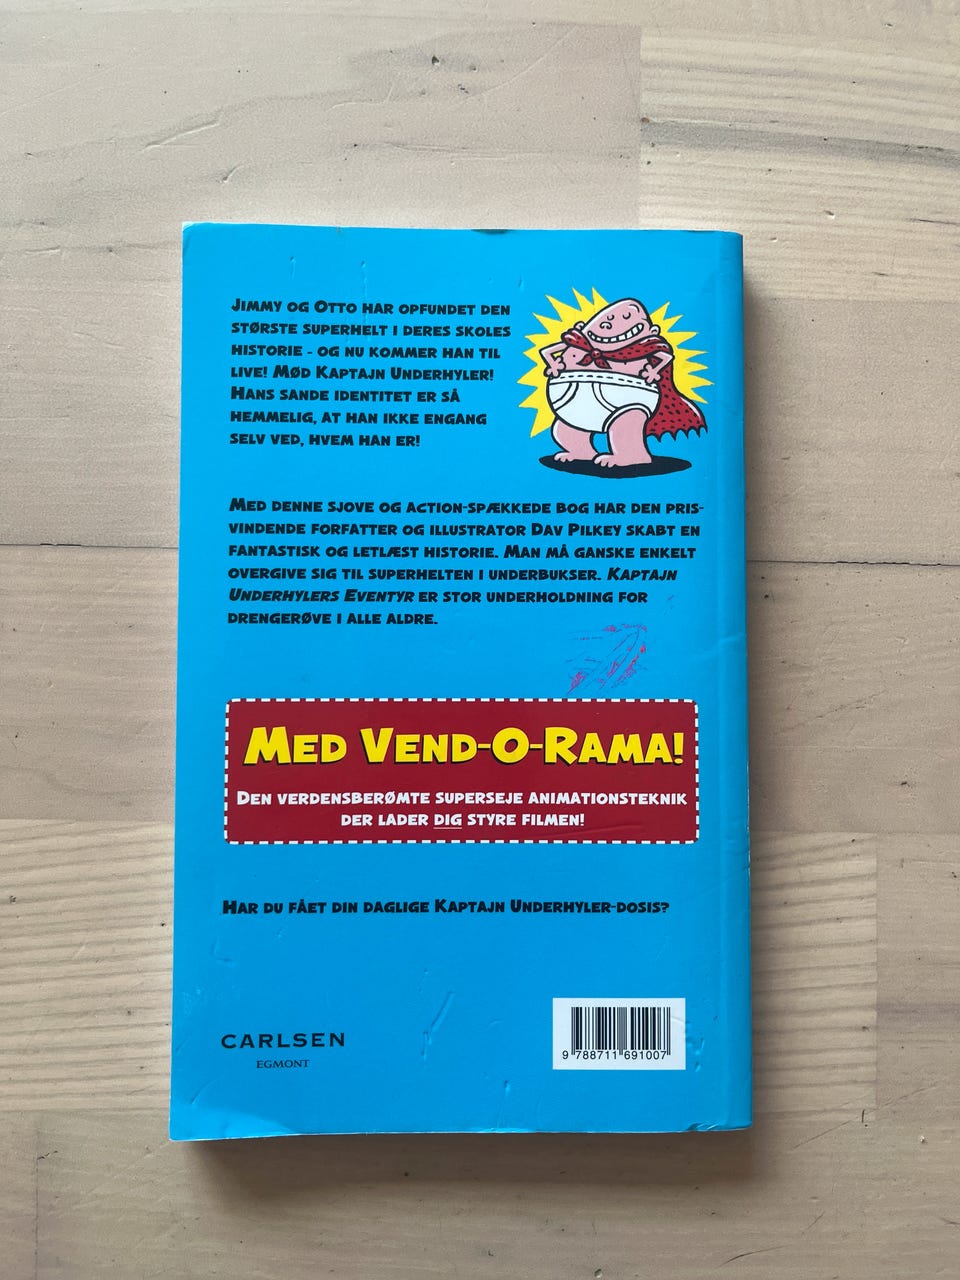 Jimmy og Otto har opfundet den
største superhelt i deres skoles
historie - og nu kommer han til
live! Mød Kaptajn Underhyler!
Hans sande identitet er så
hemmelig, at han ikke engang
selv ved, hvem han er!
Med denne sjove og action-spækkede bog har den pris-
vindende forfatter og illustrator Dav Pilkey skabt en
fantastisk og letlæst historie. Man må ganske enkelt
overgive sig til superhelten i underbukser. Kaptajn
Underhylers Eventyr er stor underholdning for
drengerøve i alle aldre.
Med Vend-O-Rama!
Den verdensberømte superseje animationsteknik
der lader dig styre filmen!
Har du fået din daglige Kaptajn Underhyler-dosis?
CARLSEN
EGMONT
9 788711 691007